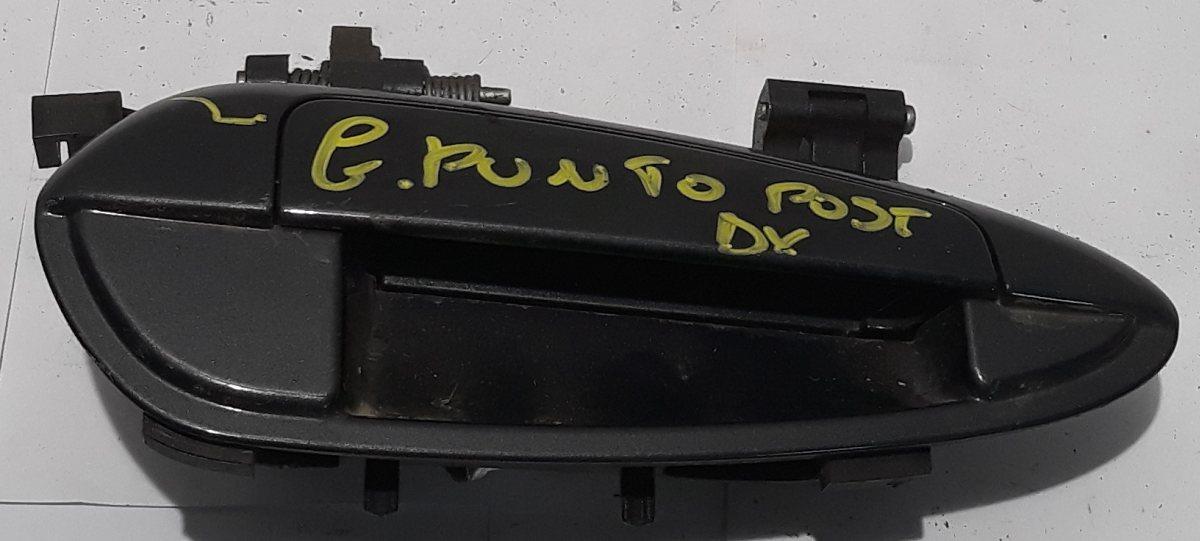 G.PUNTO POST
DX